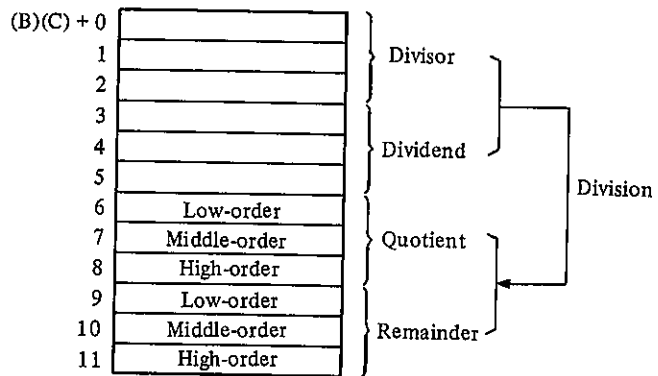 (B)(C) + 0
1
Divisor
2
3
4
Dividend
5
Division
6 Low-order
7 Middle-order
Quotient
8 High-order
9 Low-order
10 Middle-order
Remainder
11 High-order